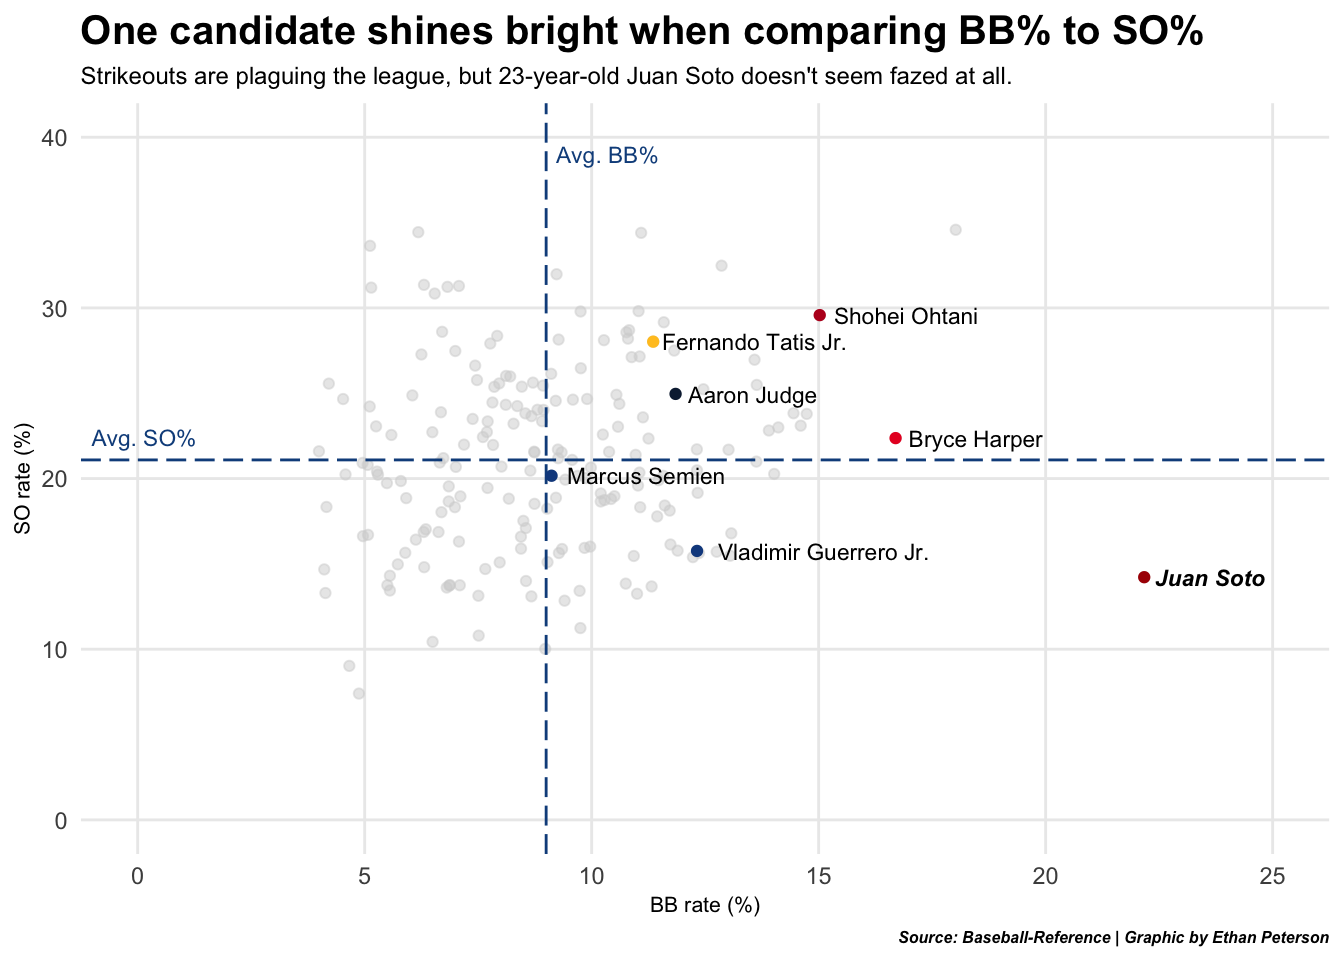 One candidate shines bright when comparing BB% to SO%
Strikeouts are plaguing the league, but 23-year-old Juan Soto doesn't seem fazed at all.
40
Avg. BB%
30
Shohei Ohtani
Fernando Tatis Jr.
Aaron Judge
Avg. SO%
Bryce Harper
20
Marcus Semien
SO rate (%)
Vladimir Guerrero Jr.
Juan Soto
10
0
0 5 10 15 20 25
BB rate (%)
Source: Baseball-Reference | Graphic by Ethan Peterson